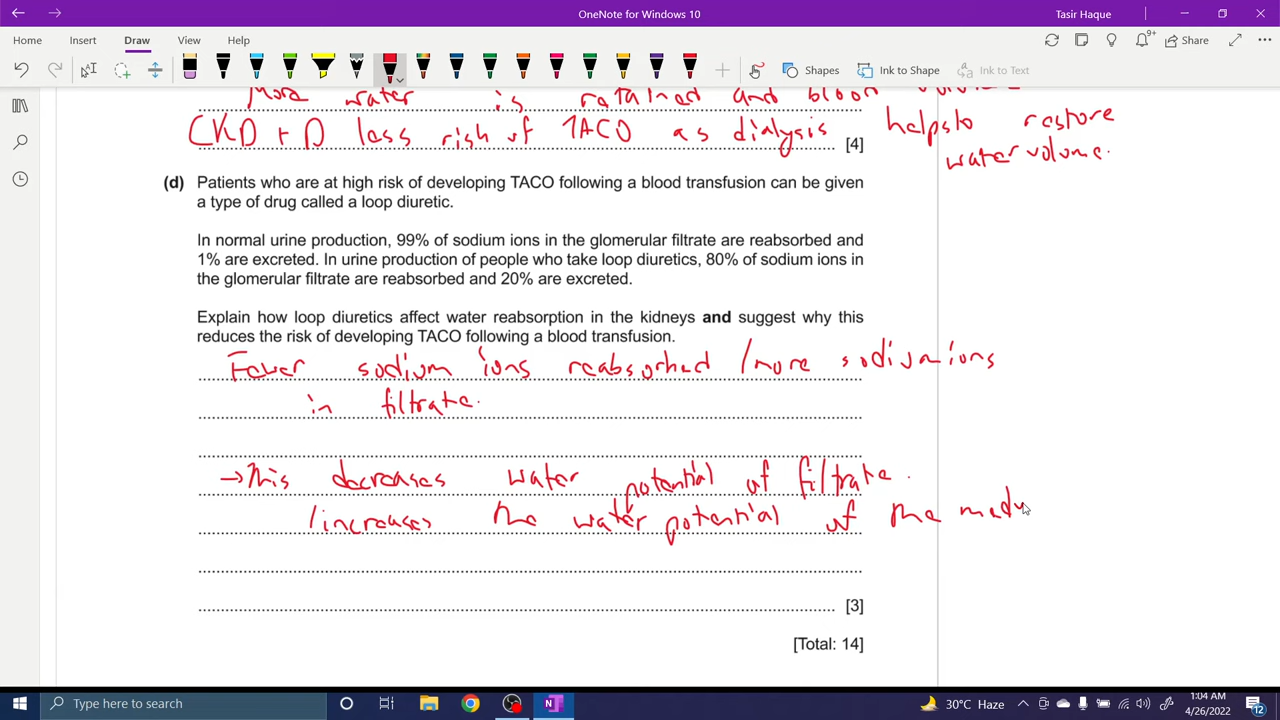 OneNote for Windows 10
Tasir Haque
Home Insert Draw View Help
9+
Share
Shapes Ink to Shape Ink to Text
More water is retained and blood
CKD + D less risk of TACO as dialysis helps to restore
[4]
water volume.
(d) Patients who are at high risk of developing TACO following a blood transfusion can be given
a type of drug called a loop diuretic.
In normal urine production, 99% of sodium ions in the glomerular filtrate are reabsorbed and
1% are excreted. In urine production of people who take loop diuretics, 80% of sodium ions in
the glomerular filtrate are reabsorbed and 20% are excreted.
Explain how loop diuretics affect water reabsorption in the kidneys and suggest why this
reduces the risk of developing TACO following a blood transfusion.
Fewer sodium ions reabsorbed / more sodium ions
in filtrate.
→ This decreases water potential of filtrate.
/ increases the water potential of the medu
[3]
[Total: 14]
Type here to search
30°C Haze
1:04 AM
4/26/2022
12